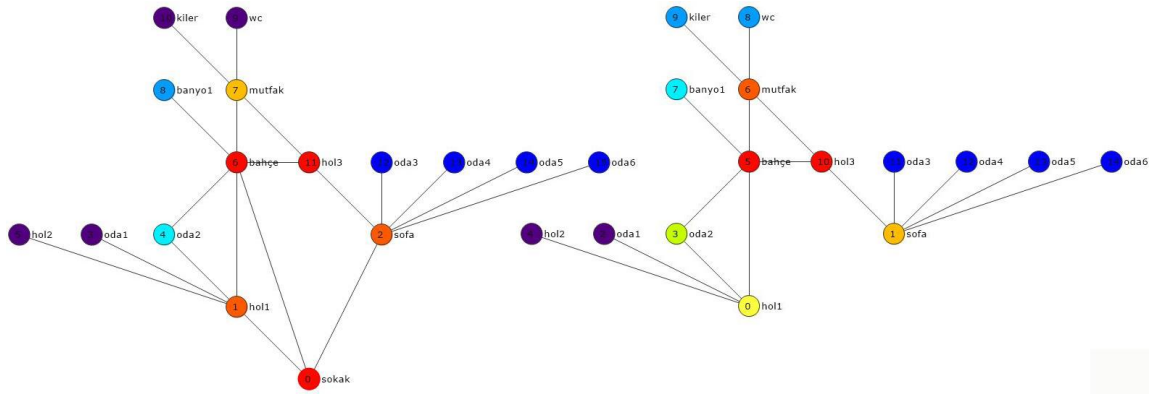 kiler wc kiler wc
9 8
8 banyo1 7 mutfak 7 banyo1 6 mutfak
6 bahçe 11 hol3 oda3 oda4 oda5 oda6 5 bahçe 10 hol3 oda3 oda4 oda5 oda6
hol2 oda1 4 oda2 2 sofa hol2 oda1 3 oda2 1 sofa
1 hol1 0 hol1
0 sokak